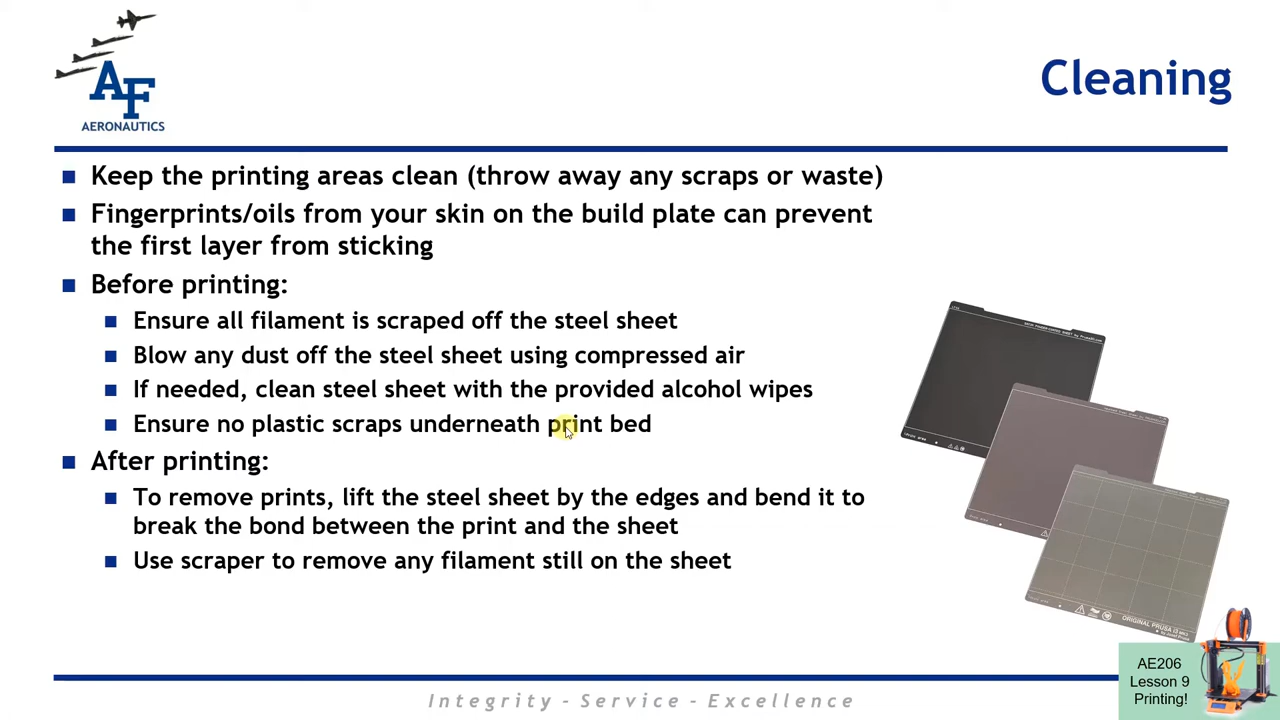 AF
AERONAUTICS
Cleaning
Keep the printing areas clean (throw away any scraps or waste)
Fingerprints/oils from your skin on the build plate can prevent
the first layer from sticking
Before printing:
Ensure all filament is scraped off the steel sheet
Blow any dust off the steel sheet using compressed air
If needed, clean steel sheet with the provided alcohol wipes
Ensure no plastic scraps underneath print bed
After printing:
To remove prints, lift the steel sheet by the edges and bend it to
break the bond between the print and the sheet
Use scraper to remove any filament still on the sheet
ORIGINAL PRUSA
AE206
Lesson 9
Printing!
Integrity - Service - Excellence